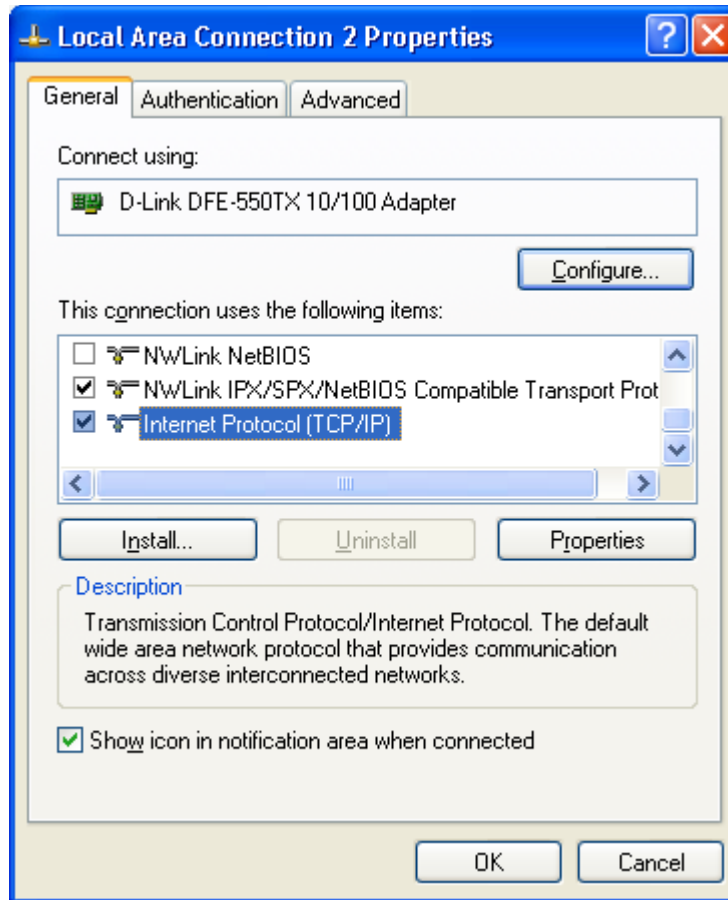 Local Area Connection 2 Properties
General Authentication Advanced
Connect using:
D-Link DFE-550TX 10/100 Adapter
Configure...
This connection uses the following items:
NWLink NetBIOS
NWLink IPX/SPX/NetBIOS Compatible Transport Prot
Internet Protocol (TCP/IP)
Install... Uninstall Properties
Description
Transmission Control Protocol/Internet Protocol. The default
wide area network protocol that provides communication
across diverse interconnected networks.
Show icon in notification area when connected
OK Cancel